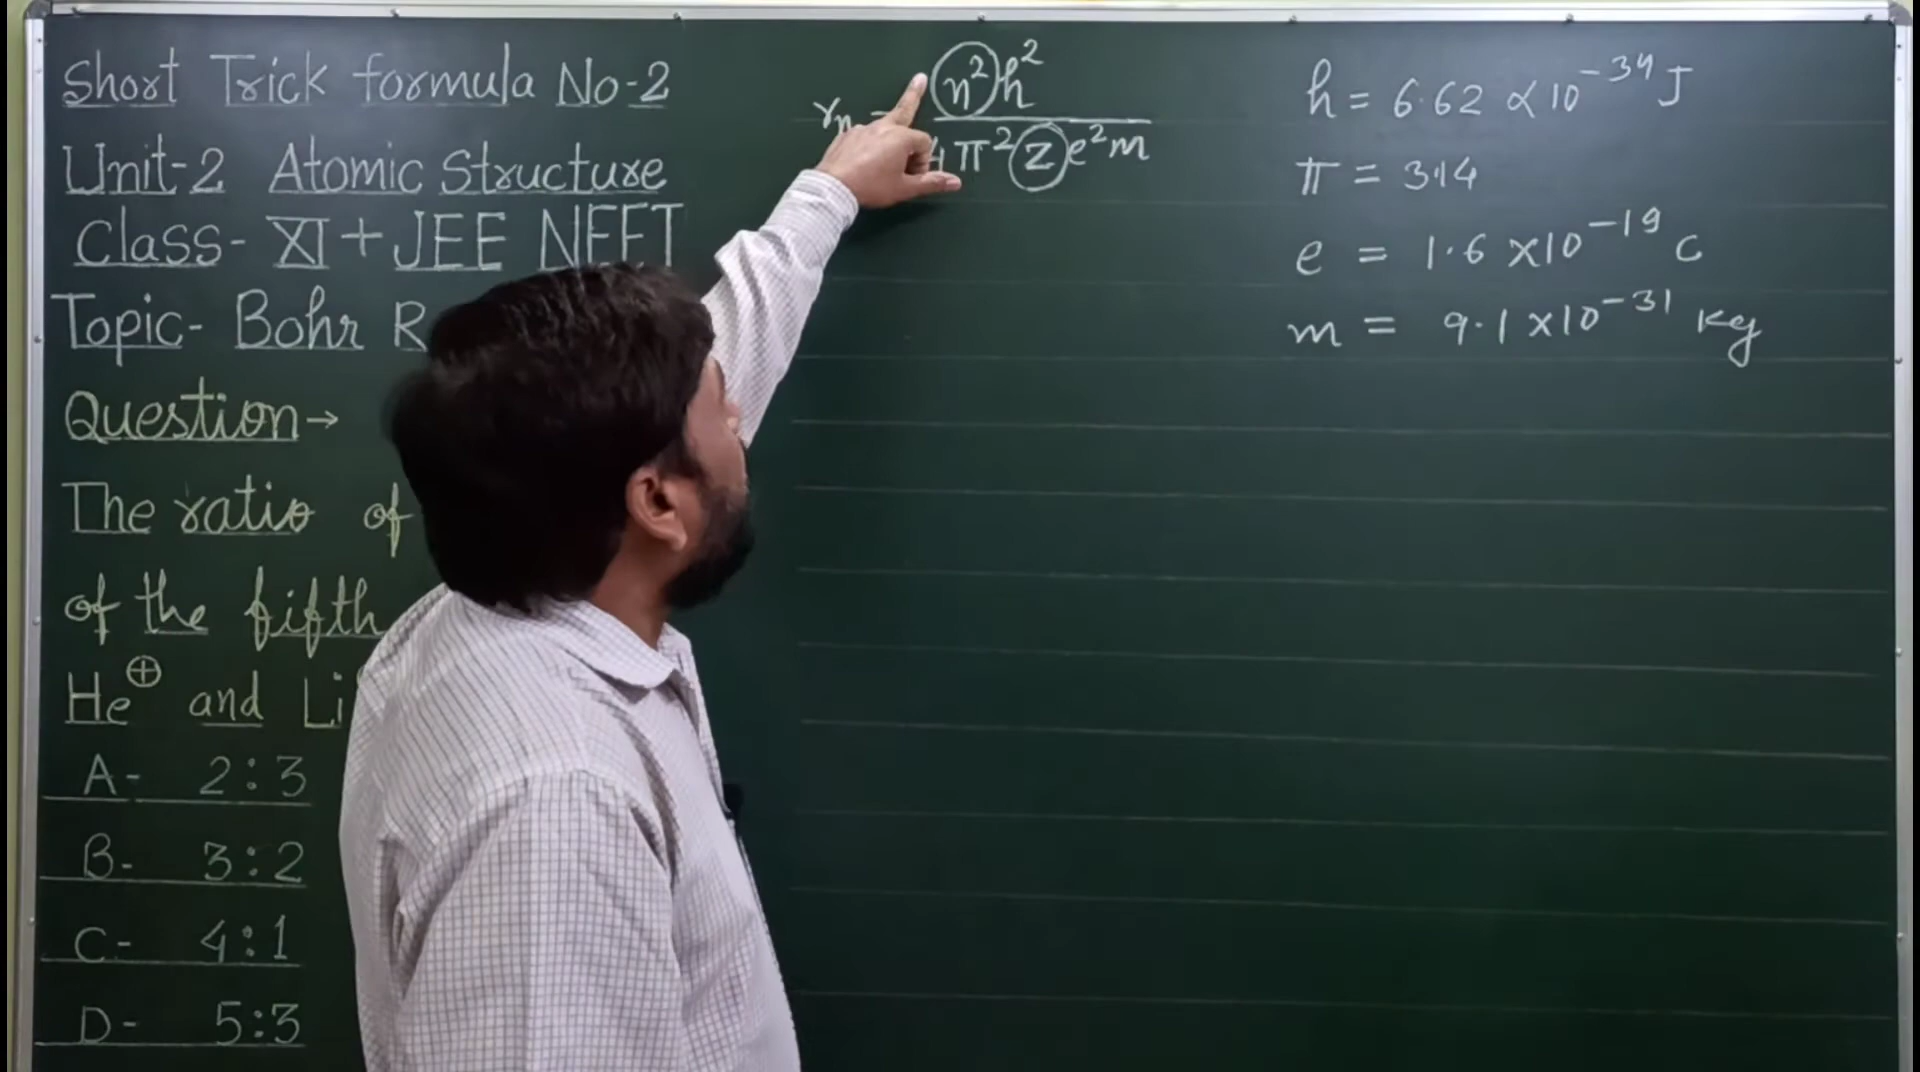 Short Trick formula No-2
Unit-2 Atomic Structure
Class- XI + JEE NEET
Topic- Bohr R
Question→
The ratio of
of the fifth
He⊕ and Li
A- 2:3
B- 3:2
C- 4:1
D- 5:3
rₙ = n²h²
4π²Ze²m
h = 6.62 × 10⁻³⁴ J
π = 3.14
e = 1.6 × 10⁻¹⁹ C
m = 9.1 × 10⁻³¹ kg